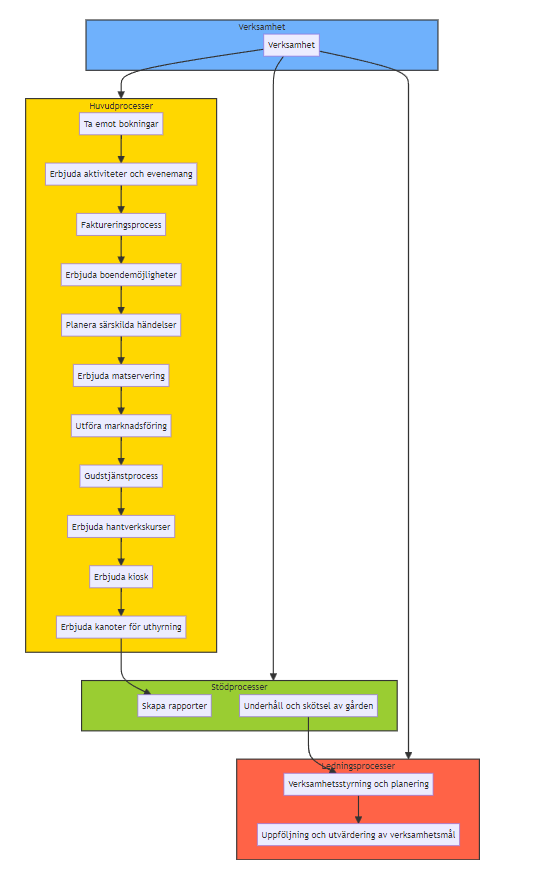 Verksamhet
Verksamhet
Huvudprocesser
Ta emot bokningar
Erbjuda aktiviteter och evenemang
Faktureringsprocess
Erbjuda boendemöjligheter
Planera särskilda händelser
Erbjuda matservering
Utföra marknadsföring
Gudstjänstprocess
Erbjuda hantverkskurser
Erbjuda kiosk
Erbjuda kanoter för uthyrning
Stödprocesser
Skapa rapporter
Underhåll och skötsel av gården
Ledningsprocesser
Verksamhetsstyrning och planering
Uppföljning och utvärdering av verksamhetsmål